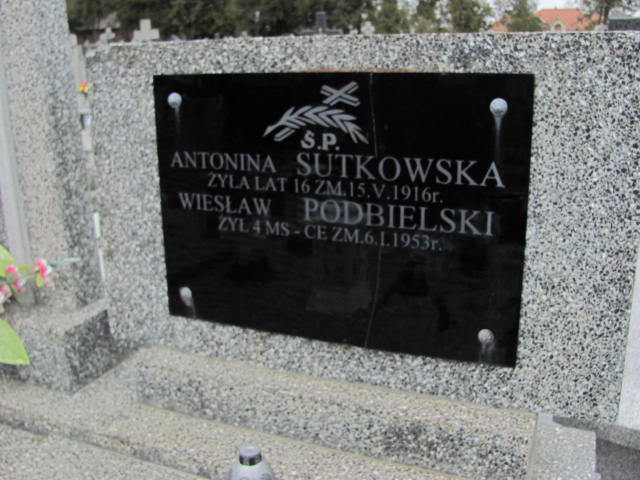 Ś.P.
ANTONINA SUTKOWSKA
ŻYŁA LAT 16 ZM.15.V.1916r.
WIESŁAW PODBIELSKI
ŻYŁ 4 MS - CE ZM.6.I.1953r.